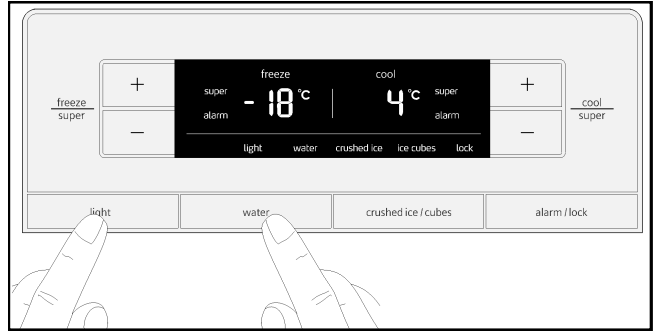 freeze
super
+
−
freeze
cool
super
alarm
-18 °C
4 °C
super
alarm
light water crushed ice ice cubes lock
+
−
cool
super
light water crushed ice / cubes alarm / lock